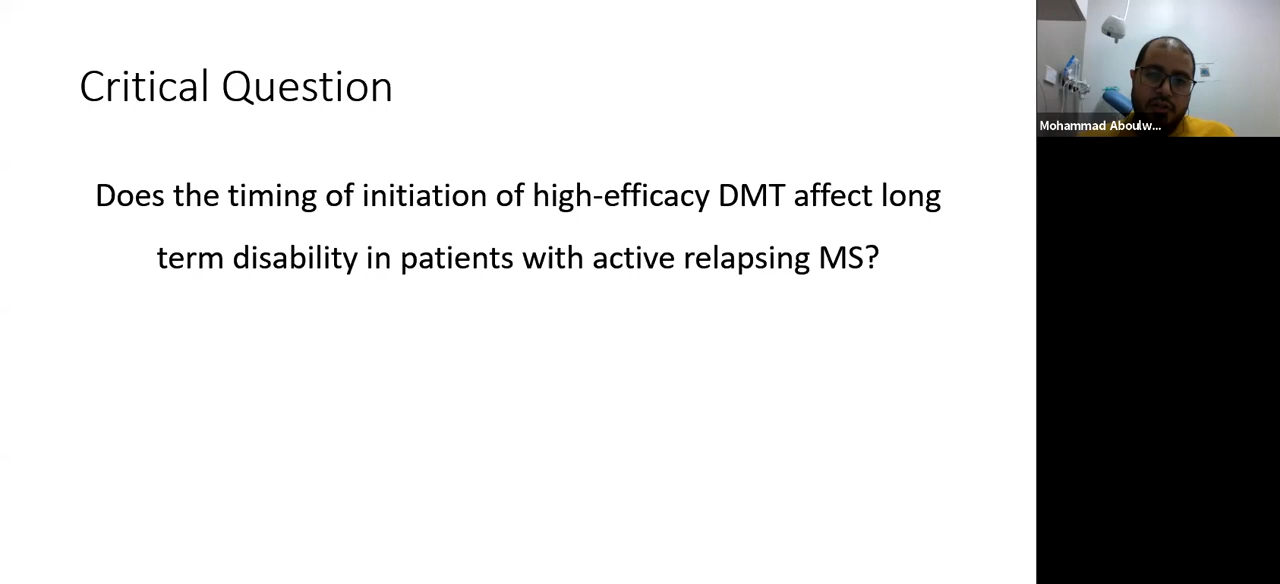 Critical Question
Does the timing of initiation of high-efficacy DMT affect long
term disability in patients with active relapsing MS?
Mohammad Aboulw...